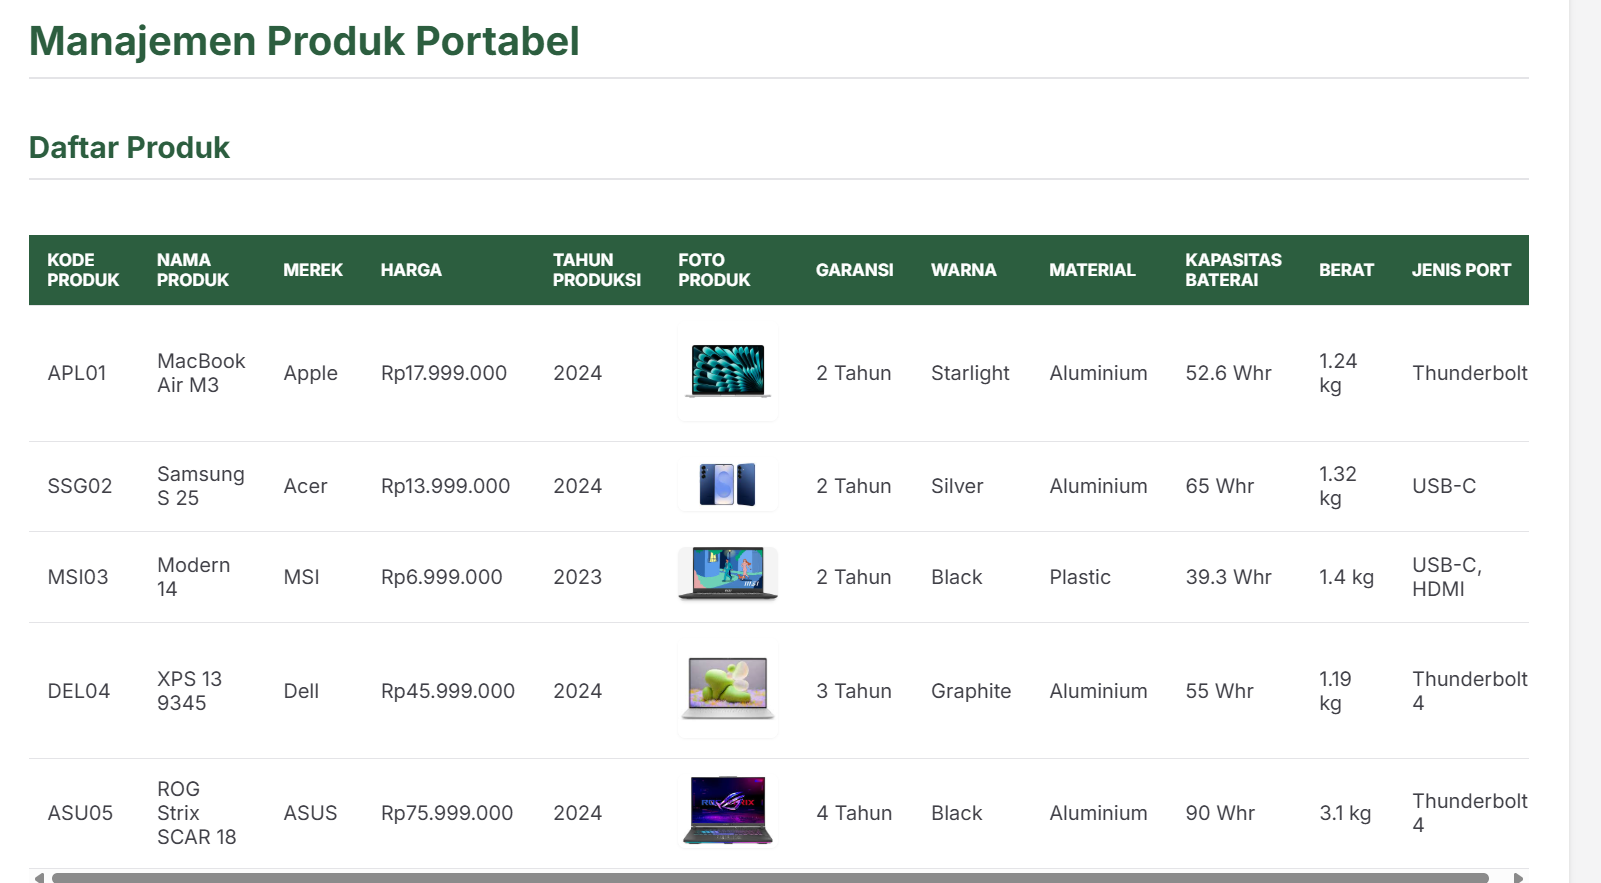 Manajemen Produk Portabel
Daftar Produk
KODE PRODUK NAMA PRODUK MEREK HARGA TAHUN PRODUKSI FOTO PRODUK GARANSI WARNA MATERIAL KAPASITAS BATERAI BERAT JENIS PORT
APL01 MacBook Air M3 Apple Rp17.999.000 2024 2 Tahun Starlight Aluminium 52.6 Whr 1.24 kg Thunderbolt
SSG02 Samsung S 25 Acer Rp13.999.000 2024 2 Tahun Silver Aluminium 65 Whr 1.32 kg USB-C
MSI03 Modern 14 MSI Rp6.999.000 2023 2 Tahun Black Plastic 39.3 Whr 1.4 kg USB-C, HDMI
DEL04 XPS 13 9345 Dell Rp45.999.000 2024 3 Tahun Graphite Aluminium 55 Whr 1.19 kg Thunderbolt 4
ASU05 ROG Strix SCAR 18 ASUS Rp75.999.000 2024 4 Tahun Black Aluminium 90 Whr 3.1 kg Thunderbolt 4